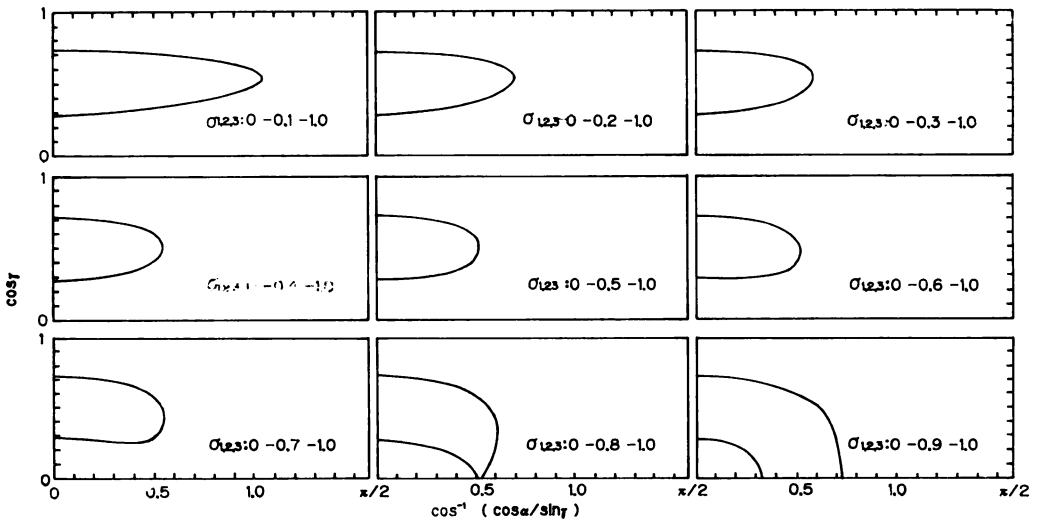 1
σ1,2,3:0 -0.1 -1.0
σ1,2,3:0 -0.2 -1.0
σ1,2,3:0 -0.3 -1.0
0
1
cosγ
-1.0
σ1,2,3:0 -0.5 -1.0
σ1,2,3:0 -0.6 -1.0
0
1
σ1,2,3:0 -0.7 -1.0
σ1,2,3:0 -0.8 -1.0
σ1,2,3:0 -0.9 -1.0
0
0 0.5 1.0 π/2 0.5 1.0 π/2 0.5 1.0 π/2
cos⁻¹ (cosα/sinγ)